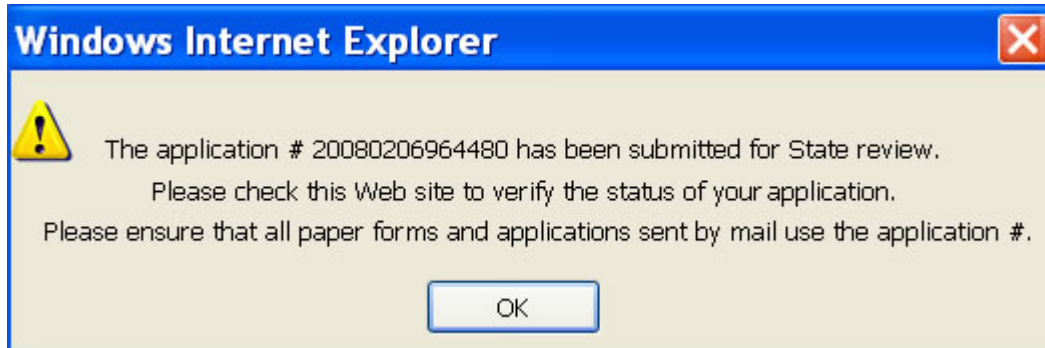 Windows Internet Explorer
The application # 20080206964480 has been submitted for State review.
Please check this Web site to verify the status of your application.
Please ensure that all paper forms and applications sent by mail use the application #.
OK